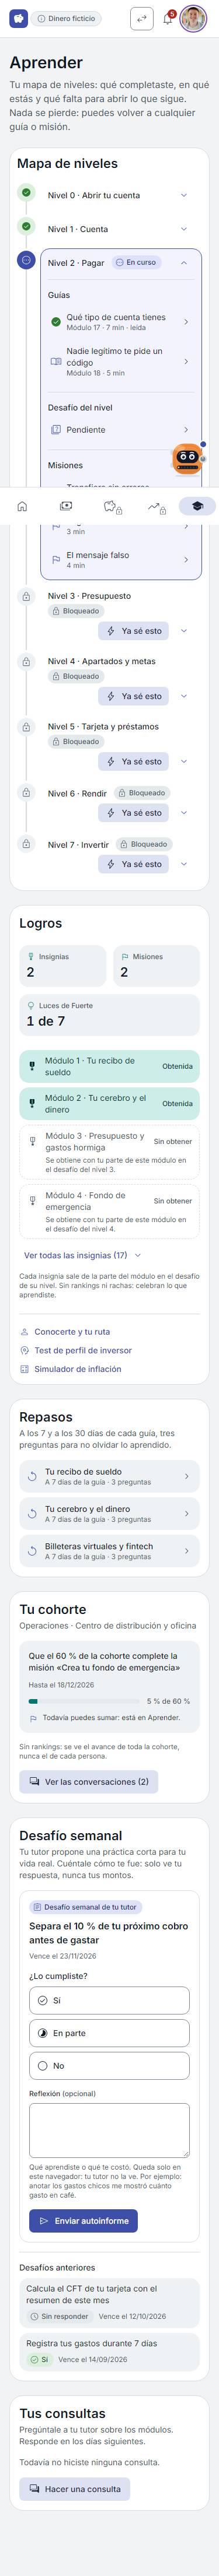 Dinero ficticio
5
Aprender
Tu mapa de niveles: qué completaste, en qué
estás y qué falta para abrir lo que sigue.
Nada se pierde: puedes volver a cualquier
guía o misión.
Mapa de niveles
Nivel 0 · Abrir tu cuenta
Nivel 1 · Cuenta
Nivel 2 · Pagar
En curso
Guías
Qué tipo de cuenta tienes
Módulo 17 · 7 min · leída
Nadie legítimo te pide un
código
Módulo 18 · 5 min
Desafío del nivel
Pendiente
Misiones
3 min
El mensaje falso
4 min
Nivel 3 · Presupuesto
Bloqueado
Ya sé esto
Nivel 4 · Apartados y metas
Bloqueado
Ya sé esto
Nivel 5 · Tarjeta y préstamos
Bloqueado
Ya sé esto
Nivel 6 · Rendir
Bloqueado
Ya sé esto
Nivel 7 · Invertir
Bloqueado
Ya sé esto
Logros
Insignias
2
Misiones
2
Luces de Fuerte
1 de 7
Módulo 1 · Tu recibo de
sueldo
Obtenida
Módulo 2 · Tu cerebro y el
dinero
Obtenida
Módulo 3 · Presupuesto y
gastos hormiga
Sin obtener
Se obtiene con tu parte de este módulo en
el desafío del nivel 3.
Módulo 4 · Fondo de
emergencia
Sin obtener
Se obtiene con tu parte de este módulo en
el desafío del nivel 4.
Ver todas las insignias (17)
Cada insignia sale de la parte del módulo en el desafío
de su nivel. Sin rankings ni rachas: celebran lo que
aprendiste.
Conocerte y tu ruta
Test de perfil de inversor
Simulador de inflación
Repasos
A los 7 y a los 30 días de cada guía, tres
preguntas para no olvidar lo aprendido.
Tu recibo de sueldo
A 7 días de la guía · 3 preguntas
Tu cerebro y el dinero
A 7 días de la guía · 3 preguntas
Billeteras virtuales y fintech
A 7 días de la guía · 3 preguntas
Tu cohorte
Operaciones · Centro de distribución y oficina
Que el 60 % de la cohorte complete la
misión «Crea tu fondo de emergencia»
Hasta el 18/12/2026
5 % de 60 %
Todavía puedes sumar: está en Aprender.
Sin rankings: se ve el avance de toda la cohorte,
nunca el de cada persona.
Ver las conversaciones (2)
Desafío semanal
Tu tutor propone una práctica corta para tu
vida real. Cuéntale cómo te fue: solo ve tu
respuesta, nunca tus montos.
Desafío semanal de tu tutor
Separa el 10 % de tu próximo cobro
antes de gastar
Vence el 23/11/2026
¿Lo cumpliste?
Sí
En parte
No
Reflexión (opcional)
Qué aprendiste o qué te costó. Queda solo en
este navegador: tu tutor no la ve. Por ejemplo:
anotar los gastos chicos me mostró cuánto
gasto en café.
Enviar autoinforme
Desafíos anteriores
Calcula el CFT de tu tarjeta con el
resumen de este mes
Sin responder
Vence el 12/10/2026
Registra tus gastos durante 7 días
Sí
Vence el 14/09/2026
Tus consultas
Pregúntale a tu tutor sobre los módulos.
Responde en los días siguientes.
Todavía no hiciste ninguna consulta.
Hacer una consulta